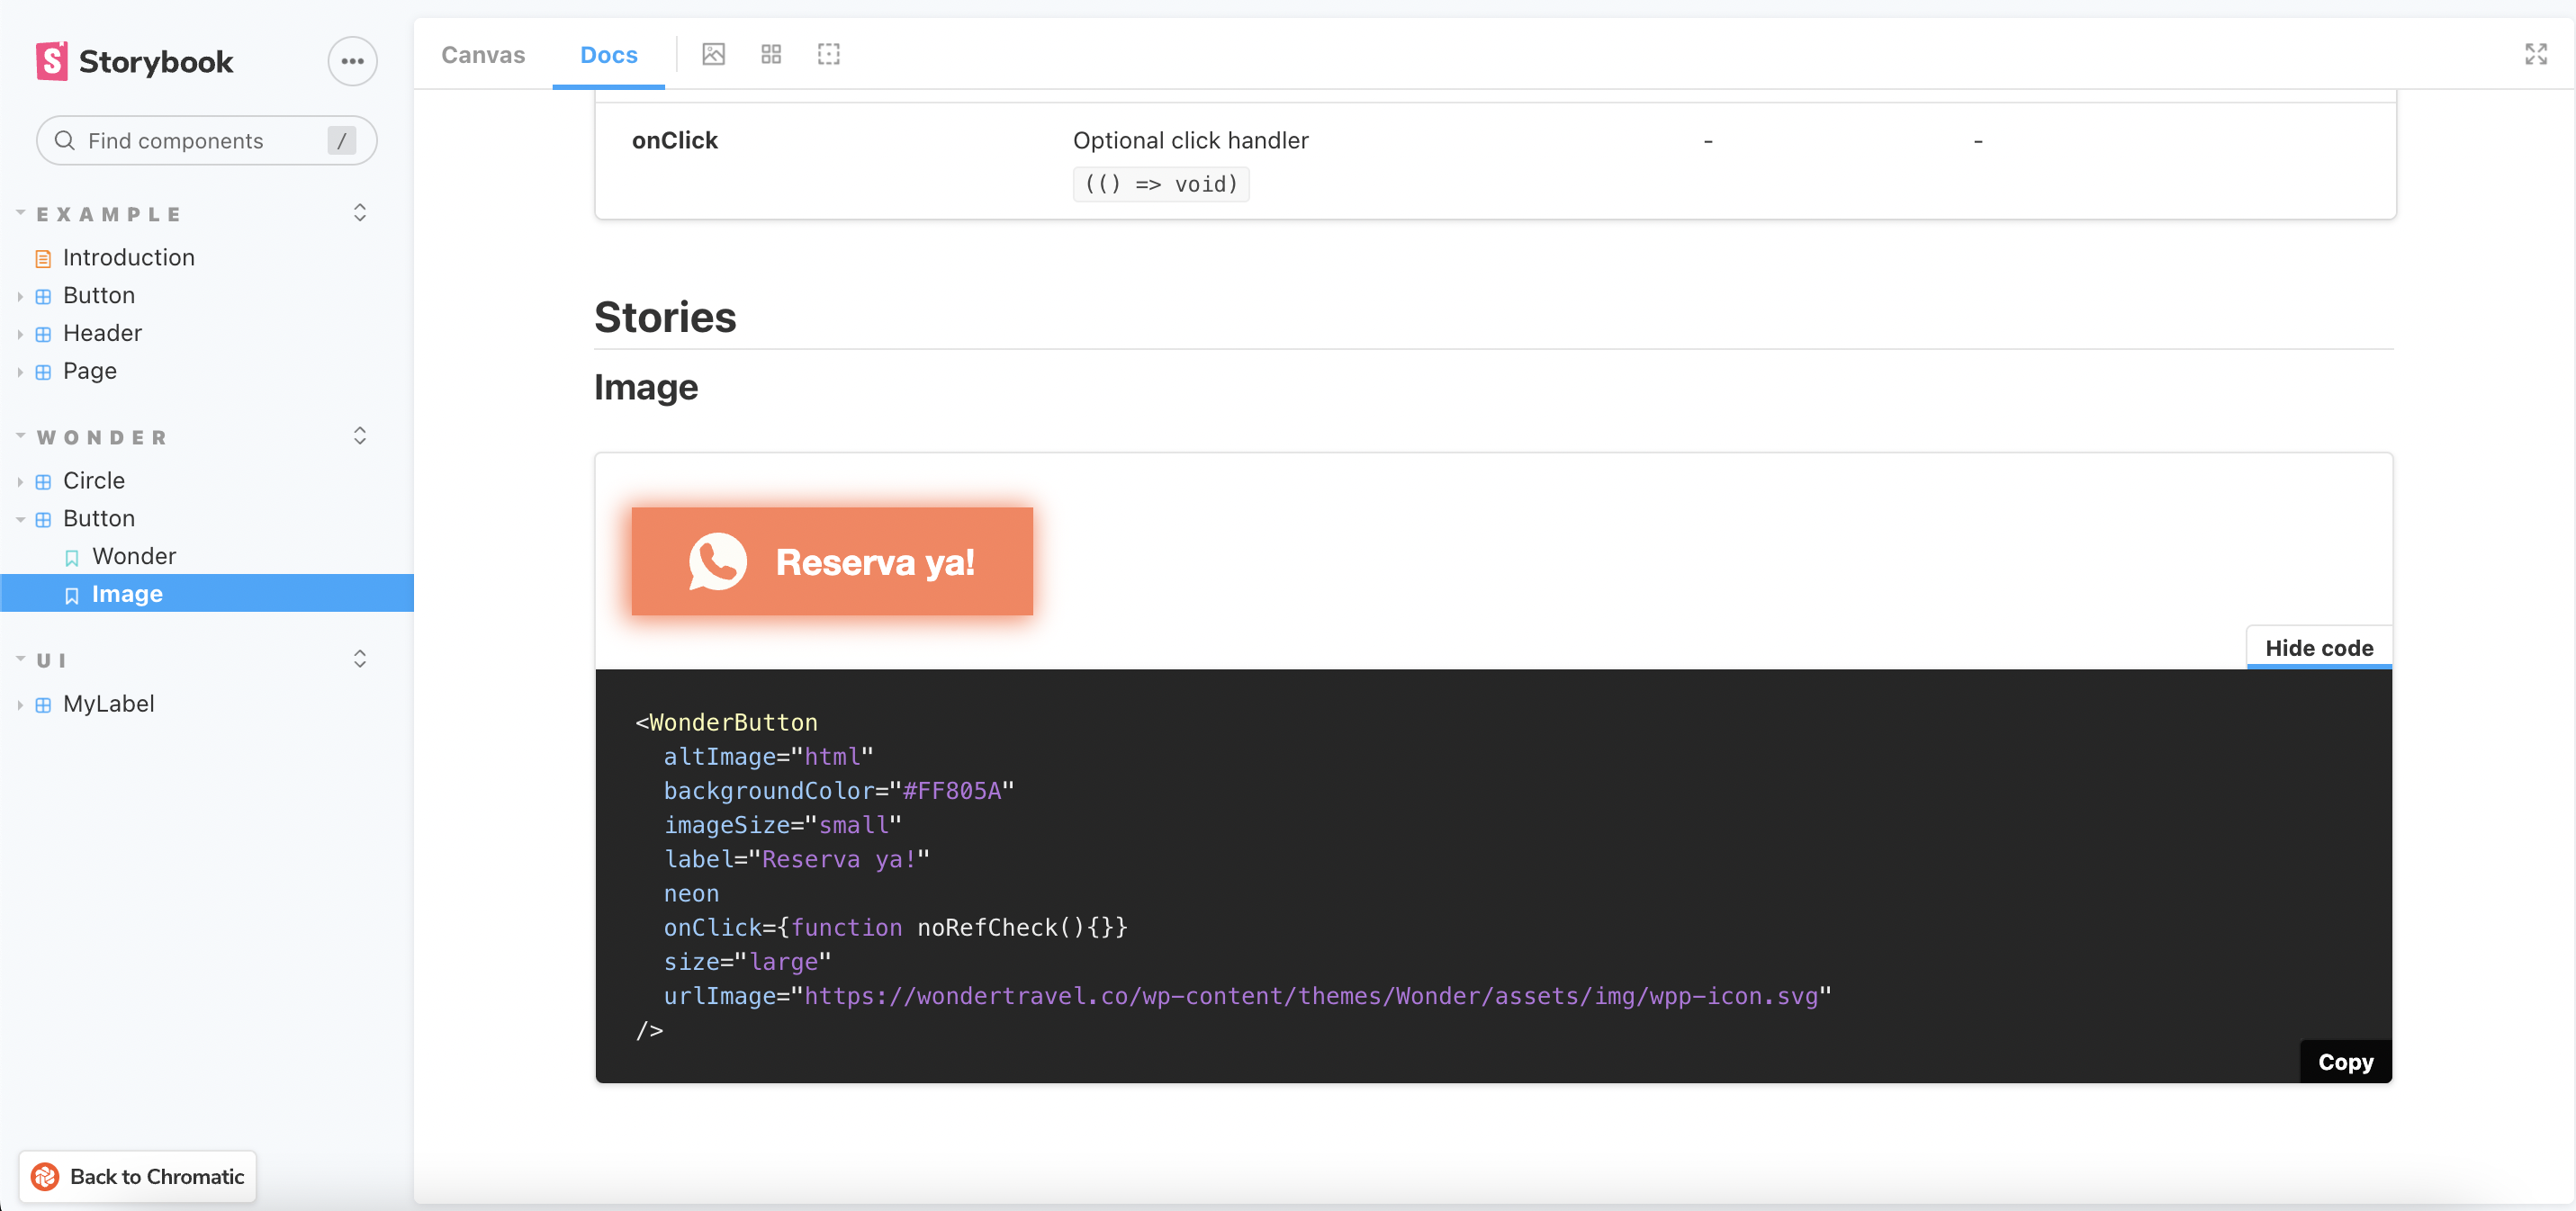 Storybook
Find components
/
EXAMPLE
Introduction
Button
Header
Page
WONDER
Circle
Button
Wonder
Image
UI
MyLabel
Back to Chromatic
Canvas
Docs
onClick
Optional click handler
-
-
(() => void)
Stories
Image
Reserva ya!
Hide code
<WonderButton
  altImage="html"
  backgroundColor="#FF805A"
  imageSize="small"
  label="Reserva ya!"
  neon
  onClick={function noRefCheck(){}}
  size="large"
  urlImage="https://wondertravel.co/wp-content/themes/Wonder/assets/img/wpp-icon.svg"
/>
Copy